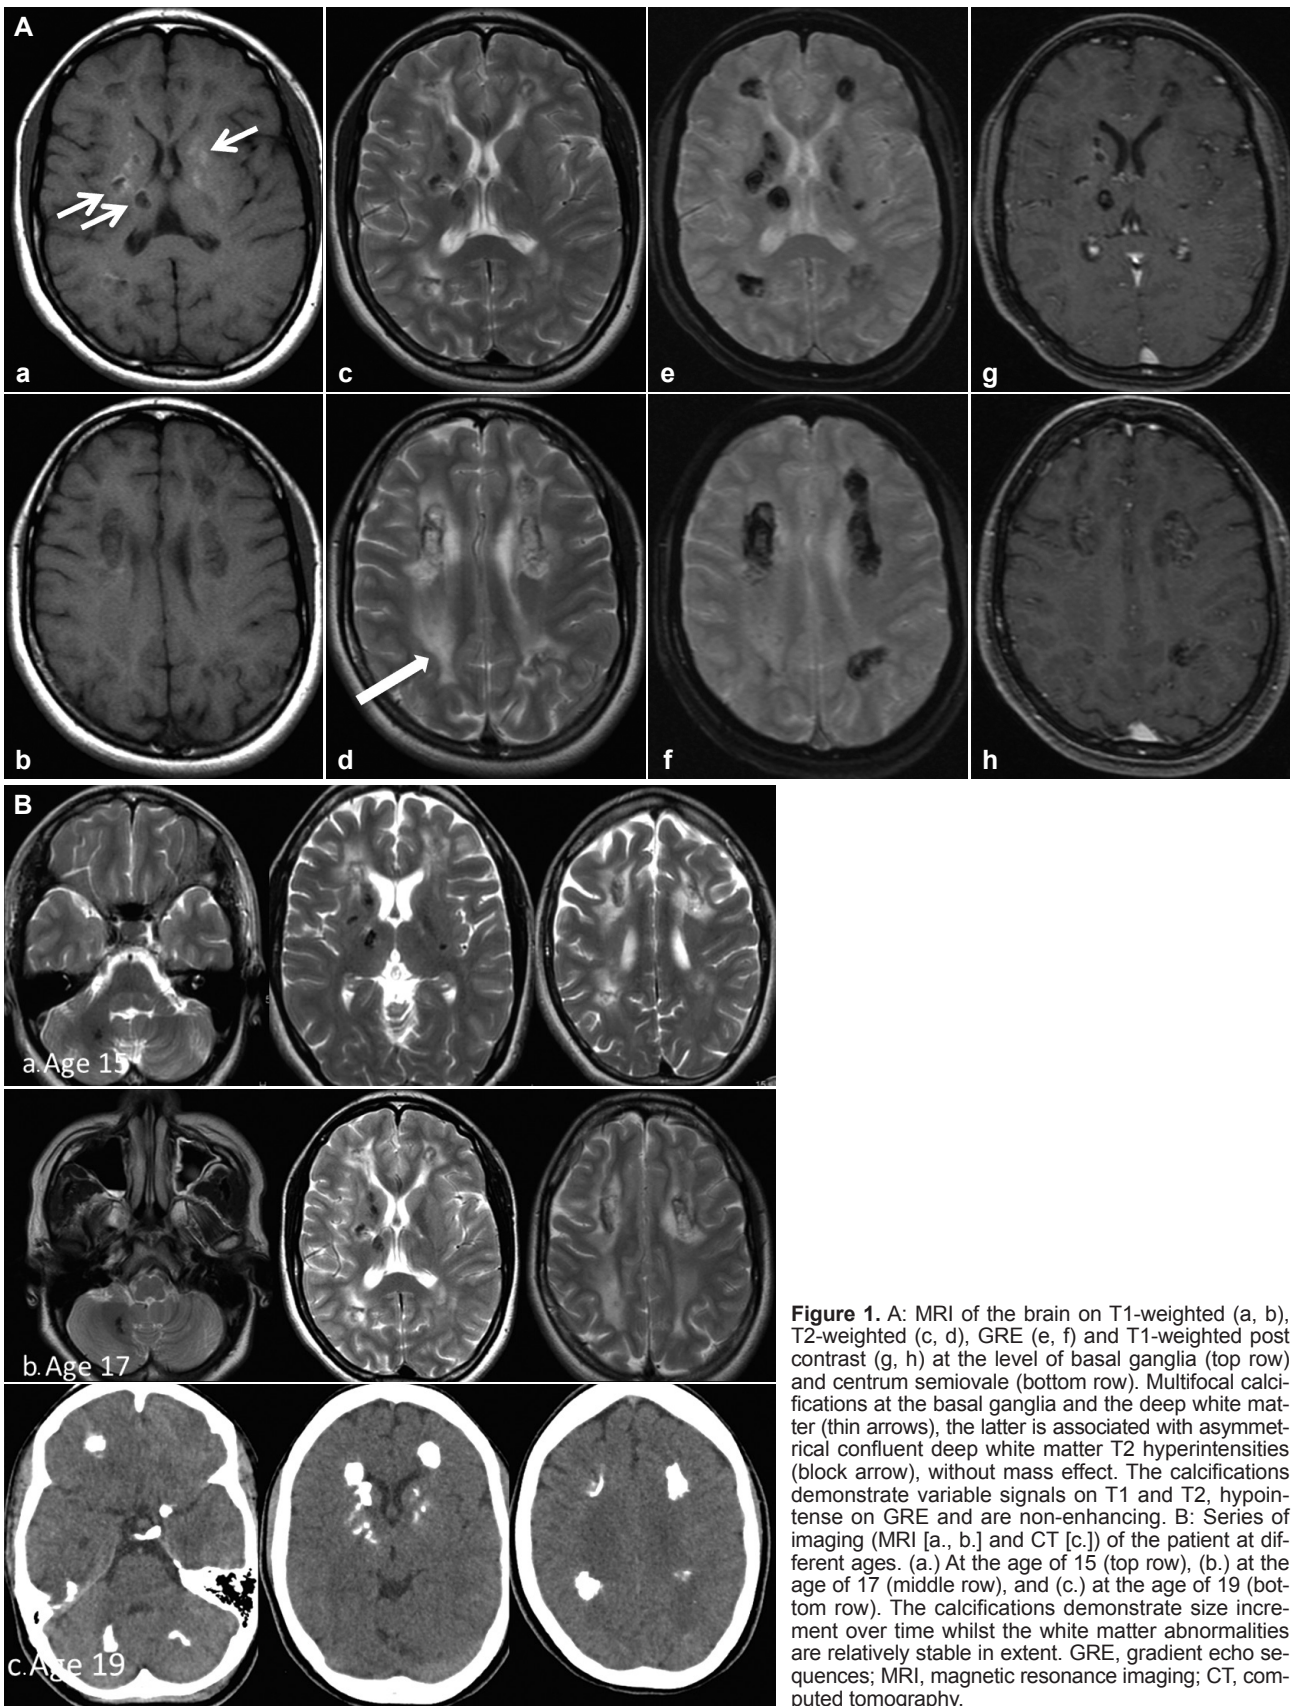 A
a
c
e
g
b
d
f
h
B
a. Age 15
b. Age 17
c. Age 19
Figure 1. A: MRI of the brain on T1-weighted (a, b),
T2-weighted (c, d), GRE (e, f) and T1-weighted post
contrast (g, h) at the level of basal ganglia (top row)
and centrum semiovale (bottom row). Multifocal calci-
fications at the basal ganglia and the deep white mat-
ter (thin arrows), the latter is associated with asymmet-
rical confluent deep white matter T2 hyperintensities
(block arrow), without mass effect. The calcifications
demonstrate variable signals on T1 and T2, hypoin-
tense on GRE and are non-enhancing. B: Series of
imaging (MRI [a., b.] and CT [c.]) of the patient at dif-
ferent ages. (a.) At the age of 15 (top row), (b.) at the
age of 17 (middle row), and (c.) at the age of 19 (bot-
tom row). The calcifications demonstrate size incre-
ment over time whilst the white matter abnormalities
are relatively stable in extent. GRE, gradient echo se-
quences; MRI, magnetic resonance imaging; CT, com-
puted tomography.